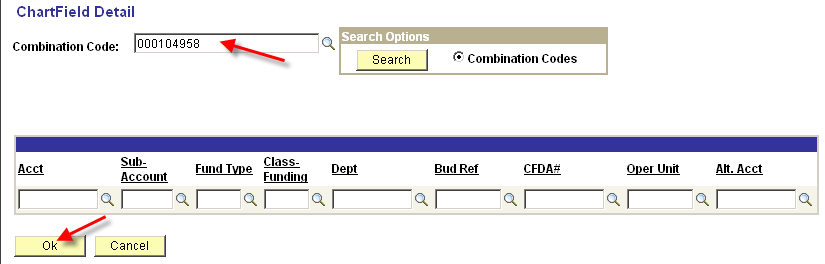 ChartField Detail
Combination Code: 000104958
Search Options
Search Combination Codes
Acct Sub-Account Fund Type Class-Funding Dept Bud Ref CFDA# Oper Unit Alt. Acct
Ok Cancel